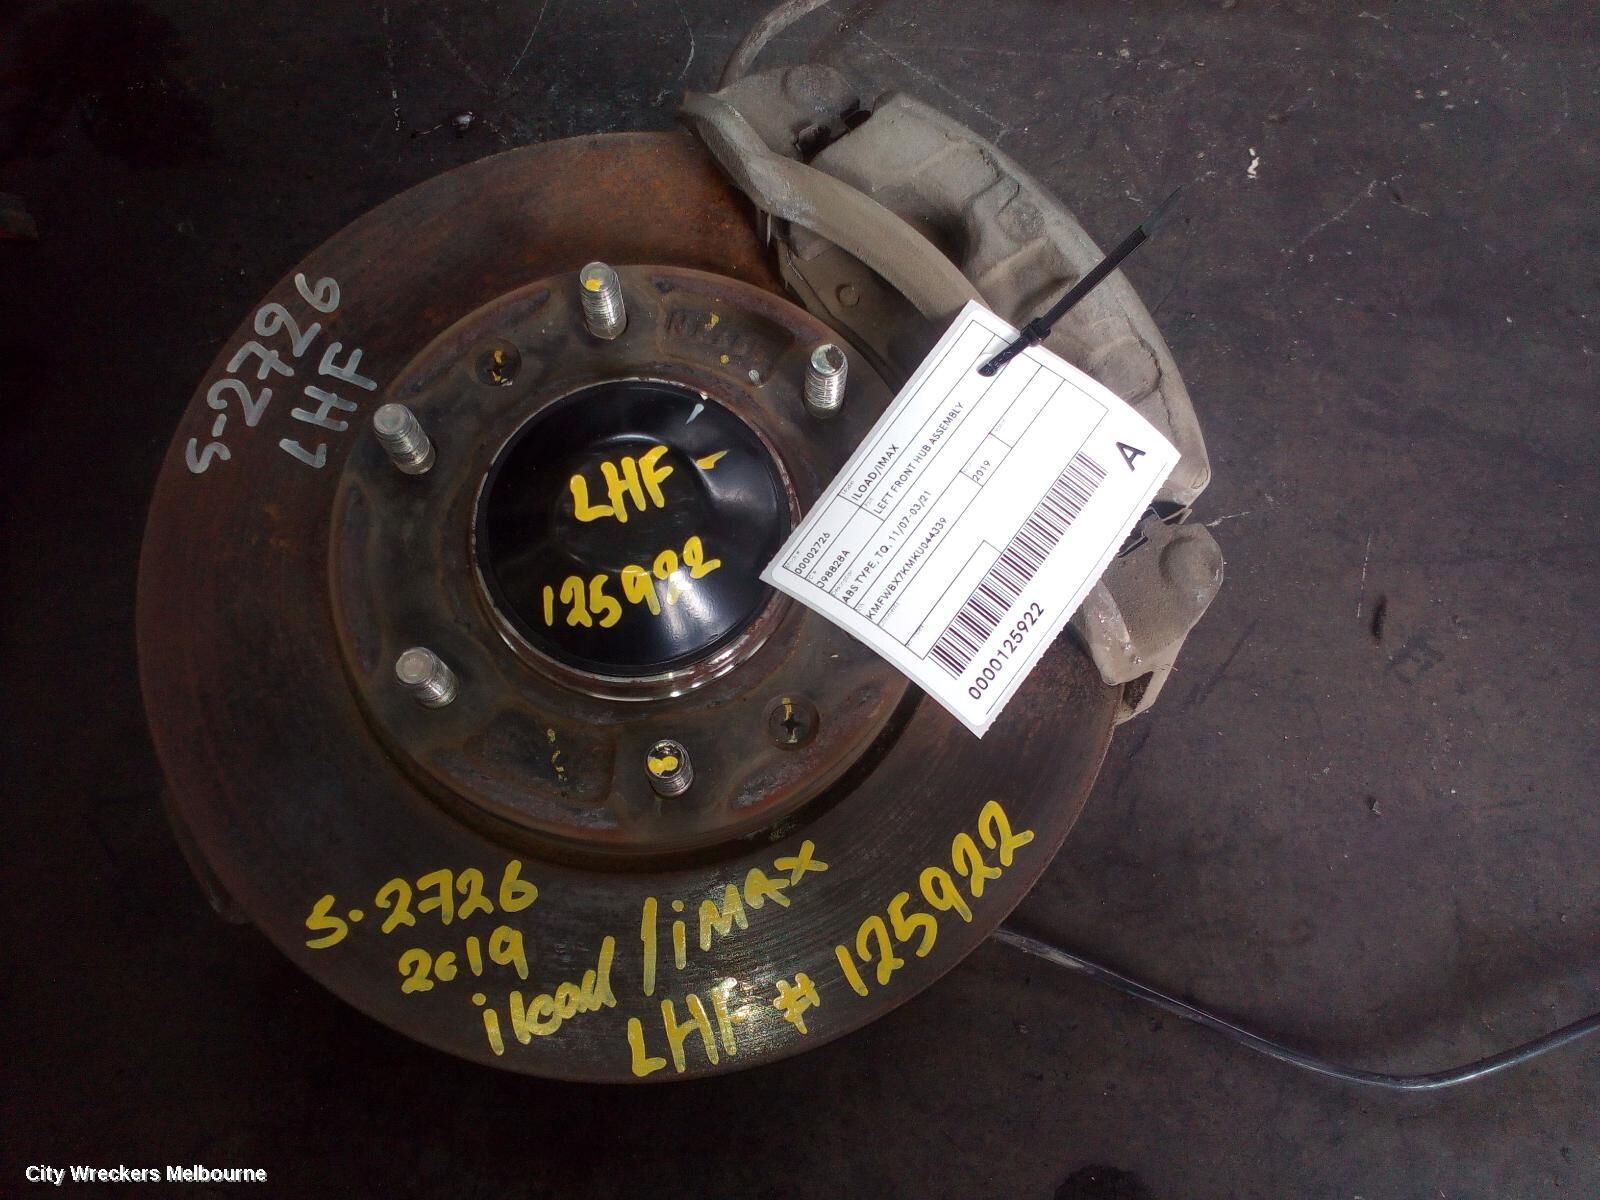 S-2726
LHF
LHF -
125922
00002726
ILOAD/IMAX
J98828A
LEFT FRONT HUB ASSEMBLY
ABS TYPE, TQ, 11/07-03/21
KMFWBX7KMKU044339
2019
0000125922
A
S-2726
2019
iload/iMAX
LHF # 125922
City Wreckers Melbourne